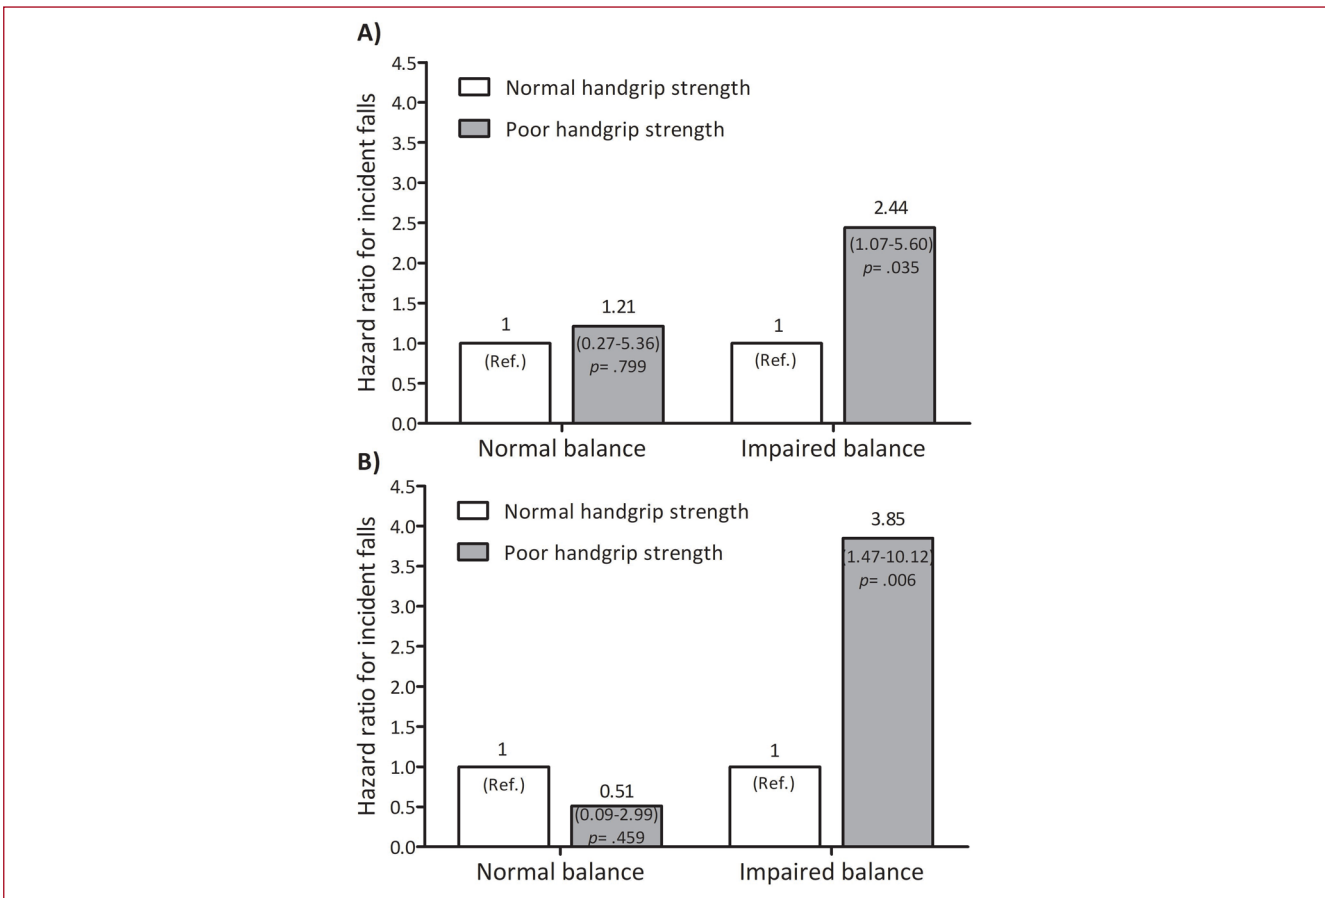 A)
Hazard ratio for incident falls
4.5
4.0
3.5
3.0
2.5
2.0
1.5
1.0
0.5
0.0
Normal handgrip strength
Poor handgrip strength
1
(Ref.)
1.21
(0.27-5.36)
p= .799
1
(Ref.)
2.44
(1.07-5.60)
p= .035
Normal balance
Impaired balance
B)
Hazard ratio for incident falls
4.5
4.0
3.5
3.0
2.5
2.0
1.5
1.0
0.5
0.0
Normal handgrip strength
Poor handgrip strength
1
(Ref.)
0.51
(0.09-2.99)
p= .459
1
(Ref.)
3.85
(1.47-10.12)
p= .006
Normal balance
Impaired balance